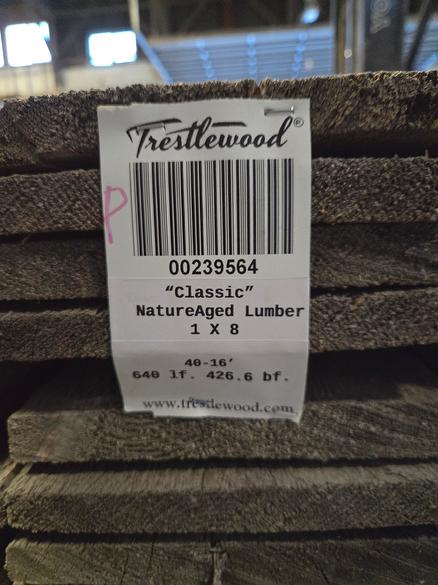 Trestlewood®
P
00239564
“Classic”
NatureAged Lumber
1 X 8
40-16'
640 lf. 426.6 bf.
www.trestlewood.com